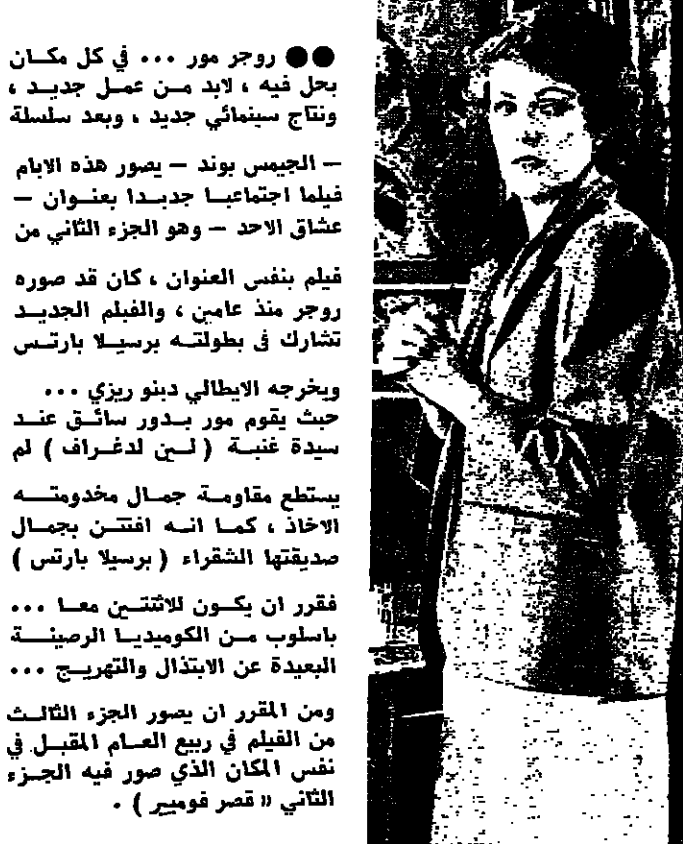 ●● روجر مور ... في كل مكان
يحل فيه ، لابد من عمل جديد ،
ونتاج سينمائي جديد ، وبعد سلسلة
— الجيمس بوند — يصور هذه الايام
فيلما اجتماعيا جديدا بعنوان —
عشاق الاحد — وهو الجزء الثاني من
فيلم بنفس العنوان ، كان قد صوره
روجر منذ عامين ، والفيلم الجديد
تشارك فى بطولته برسيلا بارتس
ويخرجه الايطالي دينو ريزي ...
حيث يقوم مور بدور سائق عند
سيدة غنية ( لين لدغراف ) لم
يستطع مقاومة جمال مخدومته
الاخاذ ، كما انه افتتن بجمال
صديقتها الشقراء ( برسيلا بارتس )
فقرر ان يكون للاثنتين معا ...
باسلوب من الكوميديا الرصينة
البعيدة عن الابتذال والتهريج ...
ومن المقرر ان يصور الجزء الثالث
من الفيلم في ربيع العام المقبل في
نفس المكان الذي صور فيه الجزء
الثاني (( قصر فوميير ) .